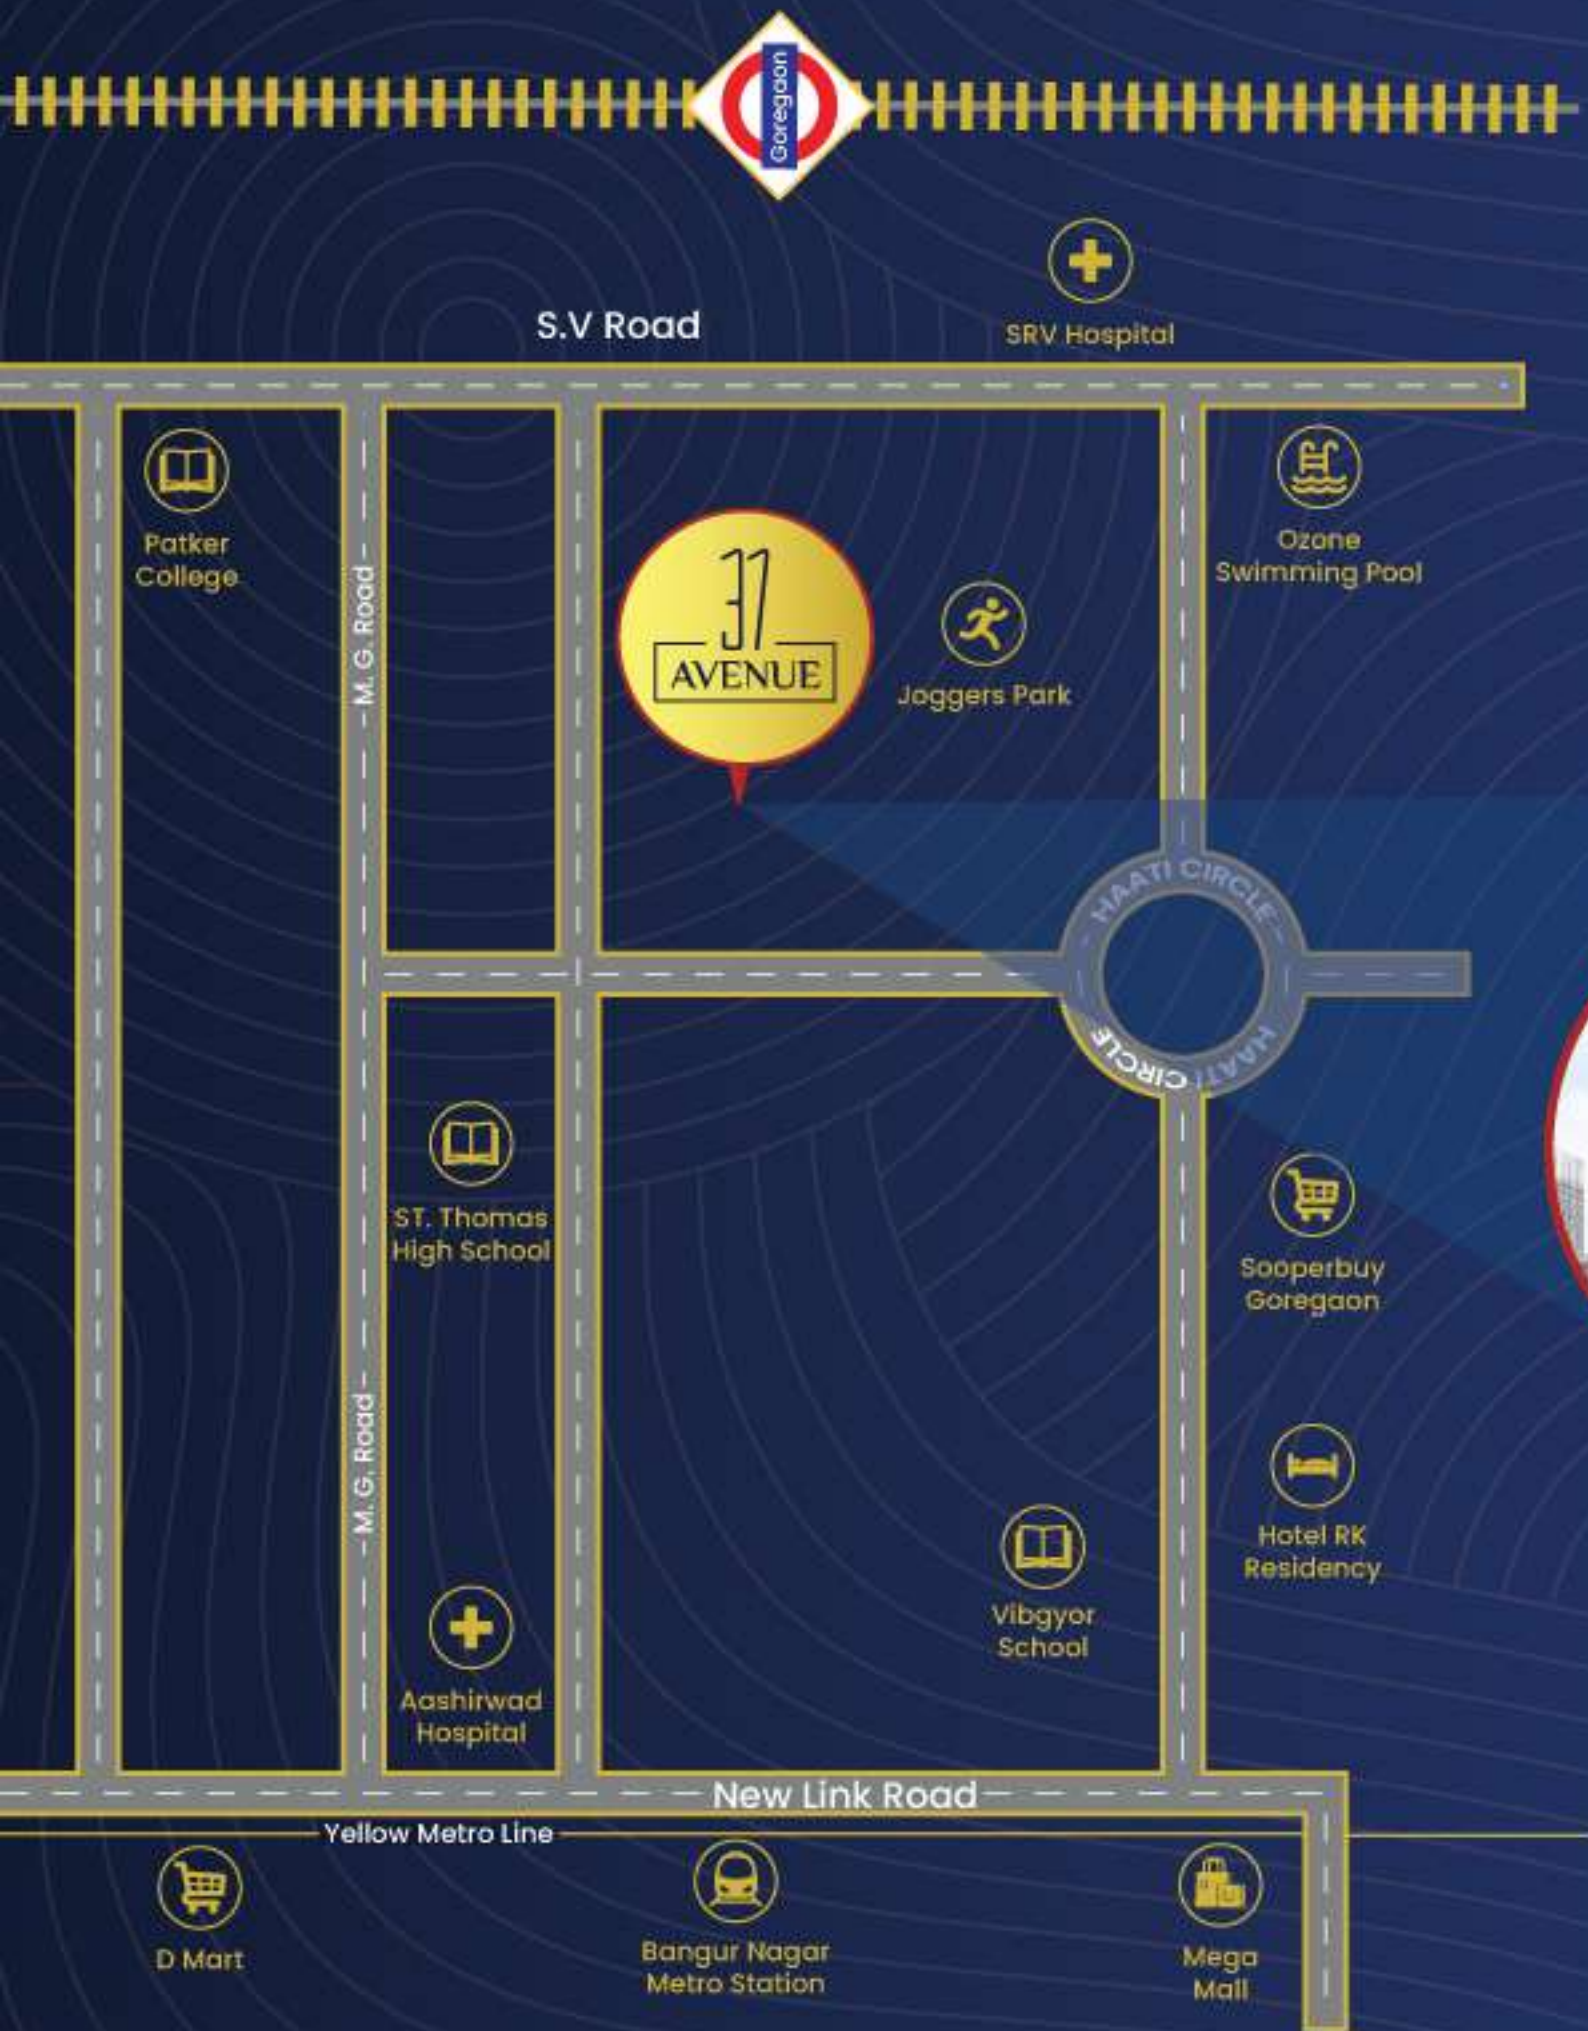 Goregaon
SRV Hospital
S.V Road
Patker
College
Ozone
Swimming Pool
M. G. Road
37
AVENUE
Joggers Park
HAATI CIRCLE
HAATI CIRCLE
ST. Thomas
High School
Sooperbuy
Goregaon
M. G. Road
Hotel RK
Residency
Vibgyor
School
Aashirwad
Hospital
New Link Road
Yellow Metro Line
D Mart
Bangur Nagar
Metro Station
Mega
Mall